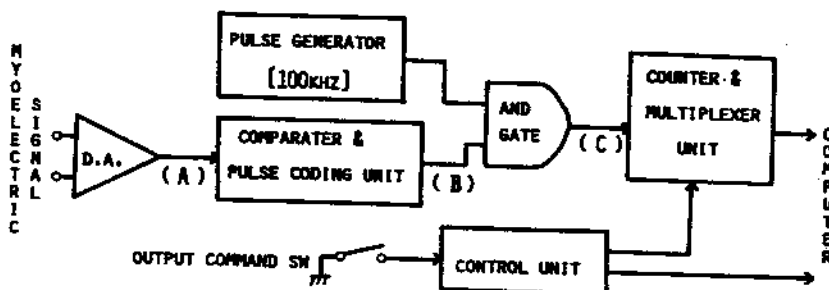 MYOELECTRIC
SIGNAL
D.A.
(A)
PULSE GENERATOR
[100KHZ]
COMPARATER &
PULSE CODING UNIT
(B)
AND
GATE
(C)
COUNTER &
MULTIPLEXER
UNIT
COMPUTER
OUTPUT COMMAND SW
CONTROL UNIT